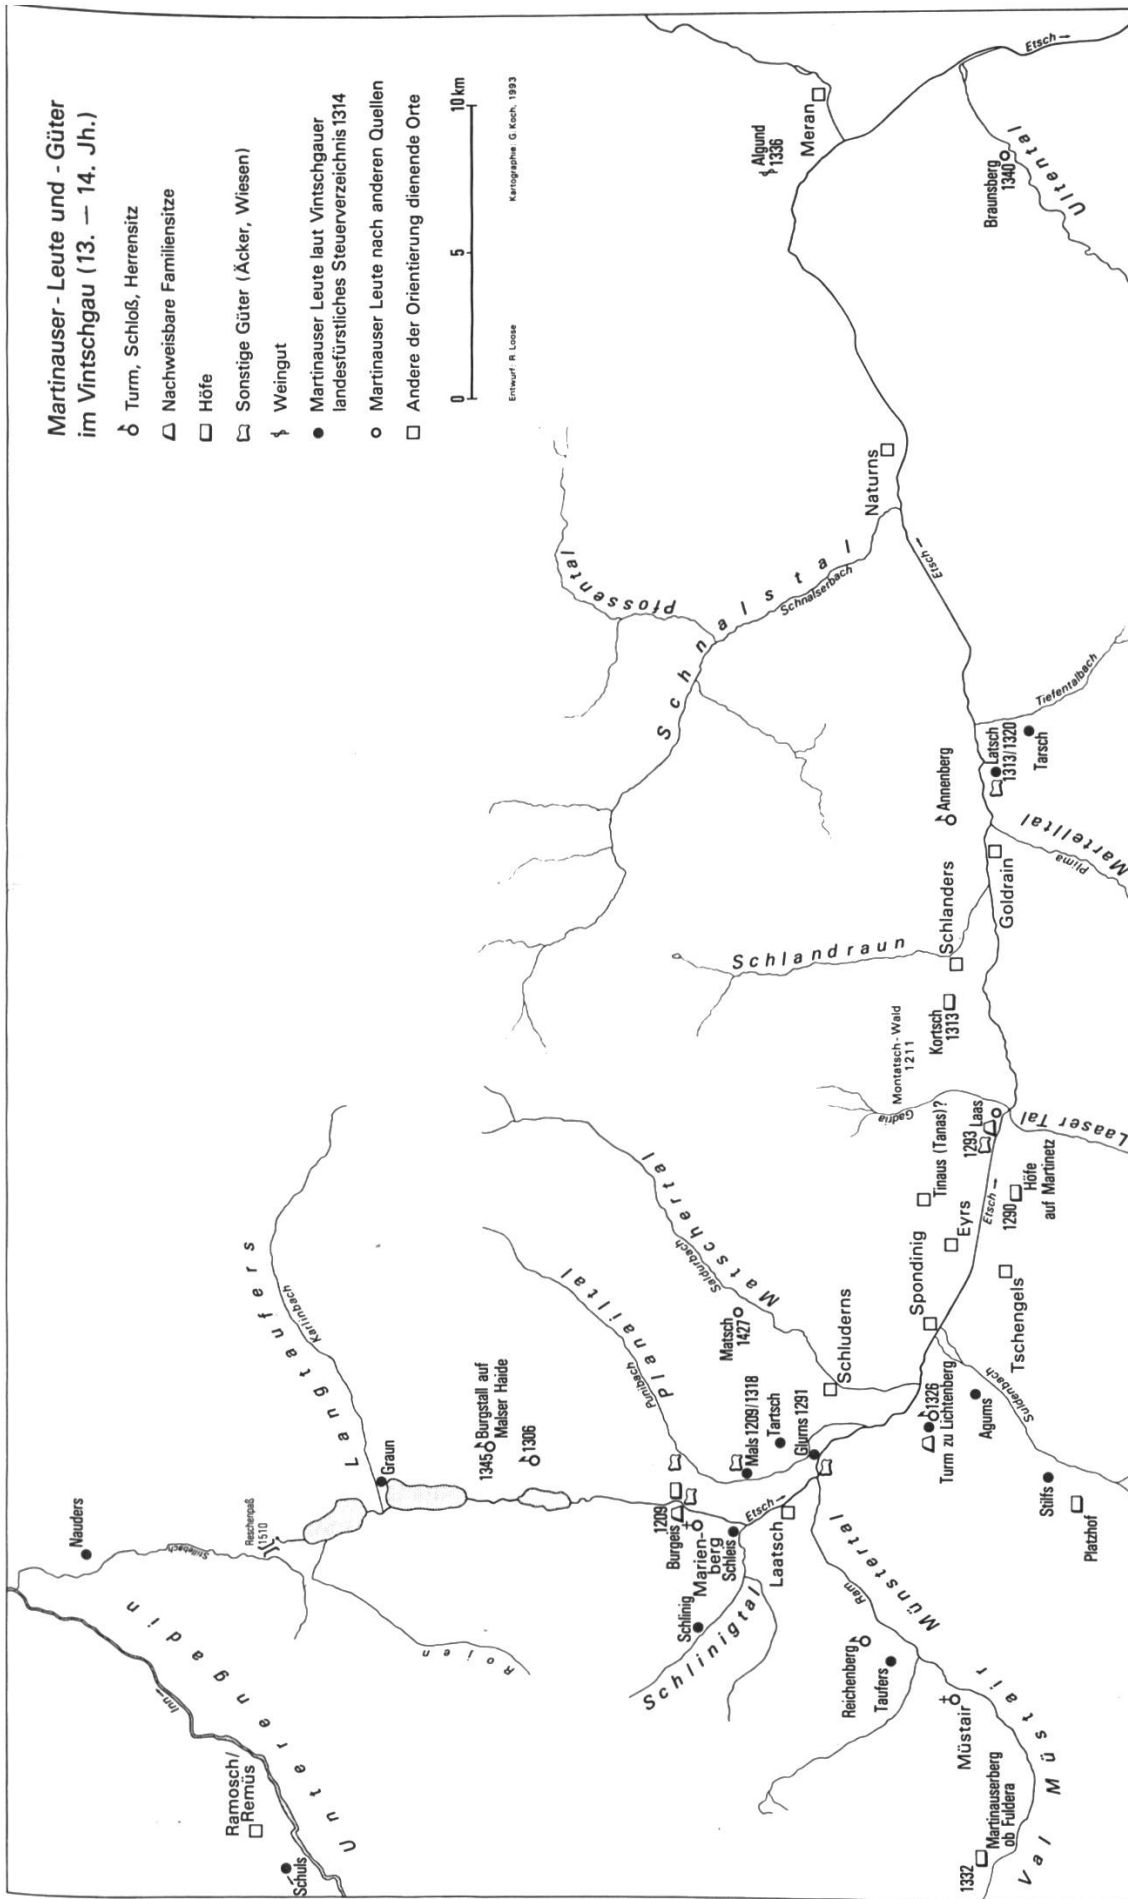 Martinauser - Leute und - Güter
im Vintschgau (13. — 14. Jh.)
Turm, Schloß, Herrensitz
Nachweisbare Familiensitze
Höfe
Sonstige Güter (Äcker, Wiesen)
Weingut
Martinauser Leute laut Vintschgauer
landesfürstliches Steuerverzeichnis 1314
Martinauser Leute nach anderen Quellen
Andere der Orientierung dienende Orte
0 5 10 km
Entwurf: R. Loose
Kartographie: G. Koch, 1993
Nauders
Stillebach
Reschenpaß
1510
Inn
Unterengadin
Ramosch/
Remüs
Schuls
Rojen
Graun
Langtaufers
Karlinbach
1345
Burgstall auf
Malser Haide
1306
Planailtal
Punibach
Matschertal
Saldurbach
Matsch
1427
1209
Burgeis
Marien-
berg
Schleis
Schlinig
Schlinigtal
Mals 1209/1318
Tartsch
Glurns 1291
Etsch
Laatsch
Schluderns
Münstertal
Ram
Reichenberg
Taufers
Müstair
Val Müstair
1332
Martinauserberg
ob Fuldera
1326
Turm zu Lichtenberg
Agums
Suldenbach
Stilfs
Platzhof
Spondinig
Eyrs
Tschengels
Tinaus (Tanas)?
Etsch
1290
Höfe
auf Martinetz
1293
Laas
Laaser Tal
Gadria
Montatsch-Wald
1211
Kortsch
1313
Schlanders
Schlandraun
Goldrain
Annenberg
Martelltal
Plima
Latsch
1313/1320
Tarsch
Tiefentalbach
Etsch
Schnalstal
Schnalserbach
Pfossental
Naturns
Algund
1336
Meran
Etsch
Braunsberg
1340
Ultental